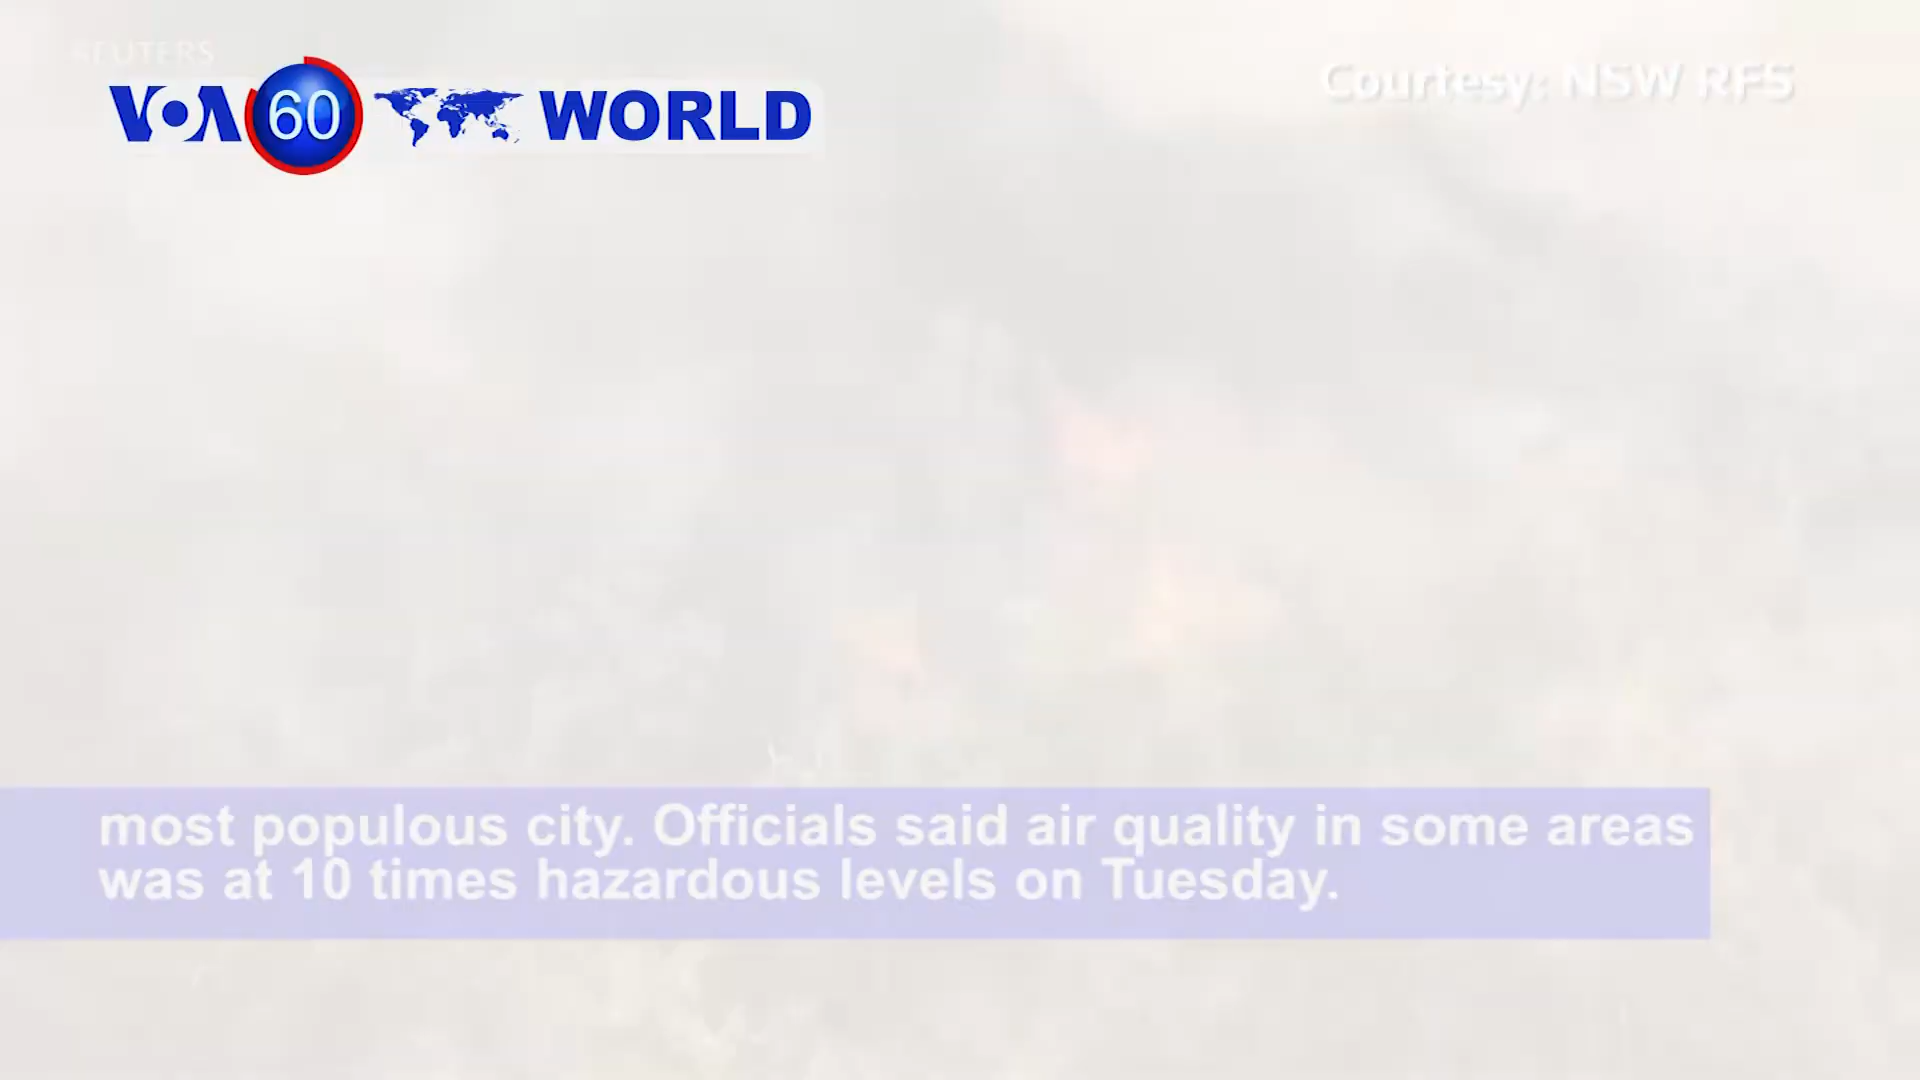 REUTERS
Courtesy: NSW RFS
VOA 60 WORLD
most populous city. Officials said air quality in some areas
was at 10 times hazardous levels on Tuesday.